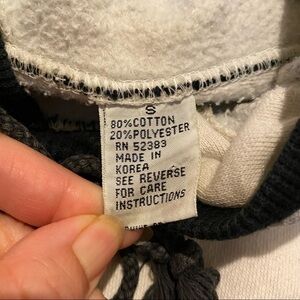 S
80%COTTON
20%POLYESTER
RN 52383
MADE IN
KOREA
SEE REVERSE
FOR CARE
INSTRUCTIONS